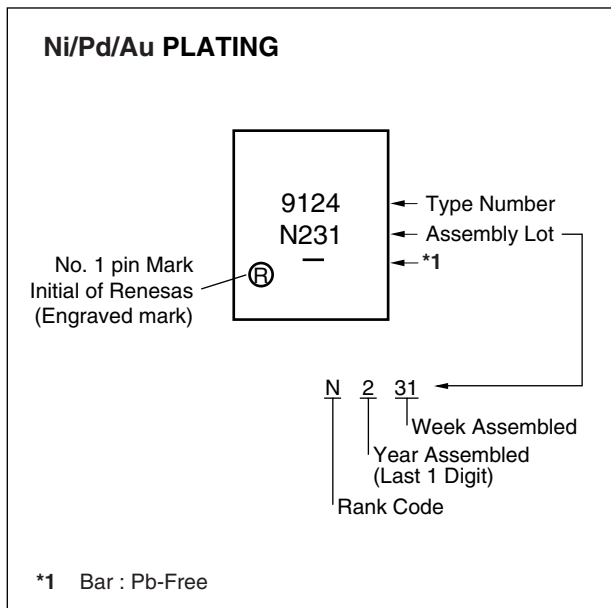 Ni/Pd/Au PLATING
9124
N231
—
R
Type Number
Assembly Lot
*1
No. 1 pin Mark
Initial of Renesas
(Engraved mark)
N 2 31
Week Assembled
Year Assembled
(Last 1 Digit)
Rank Code
*1 Bar : Pb-Free